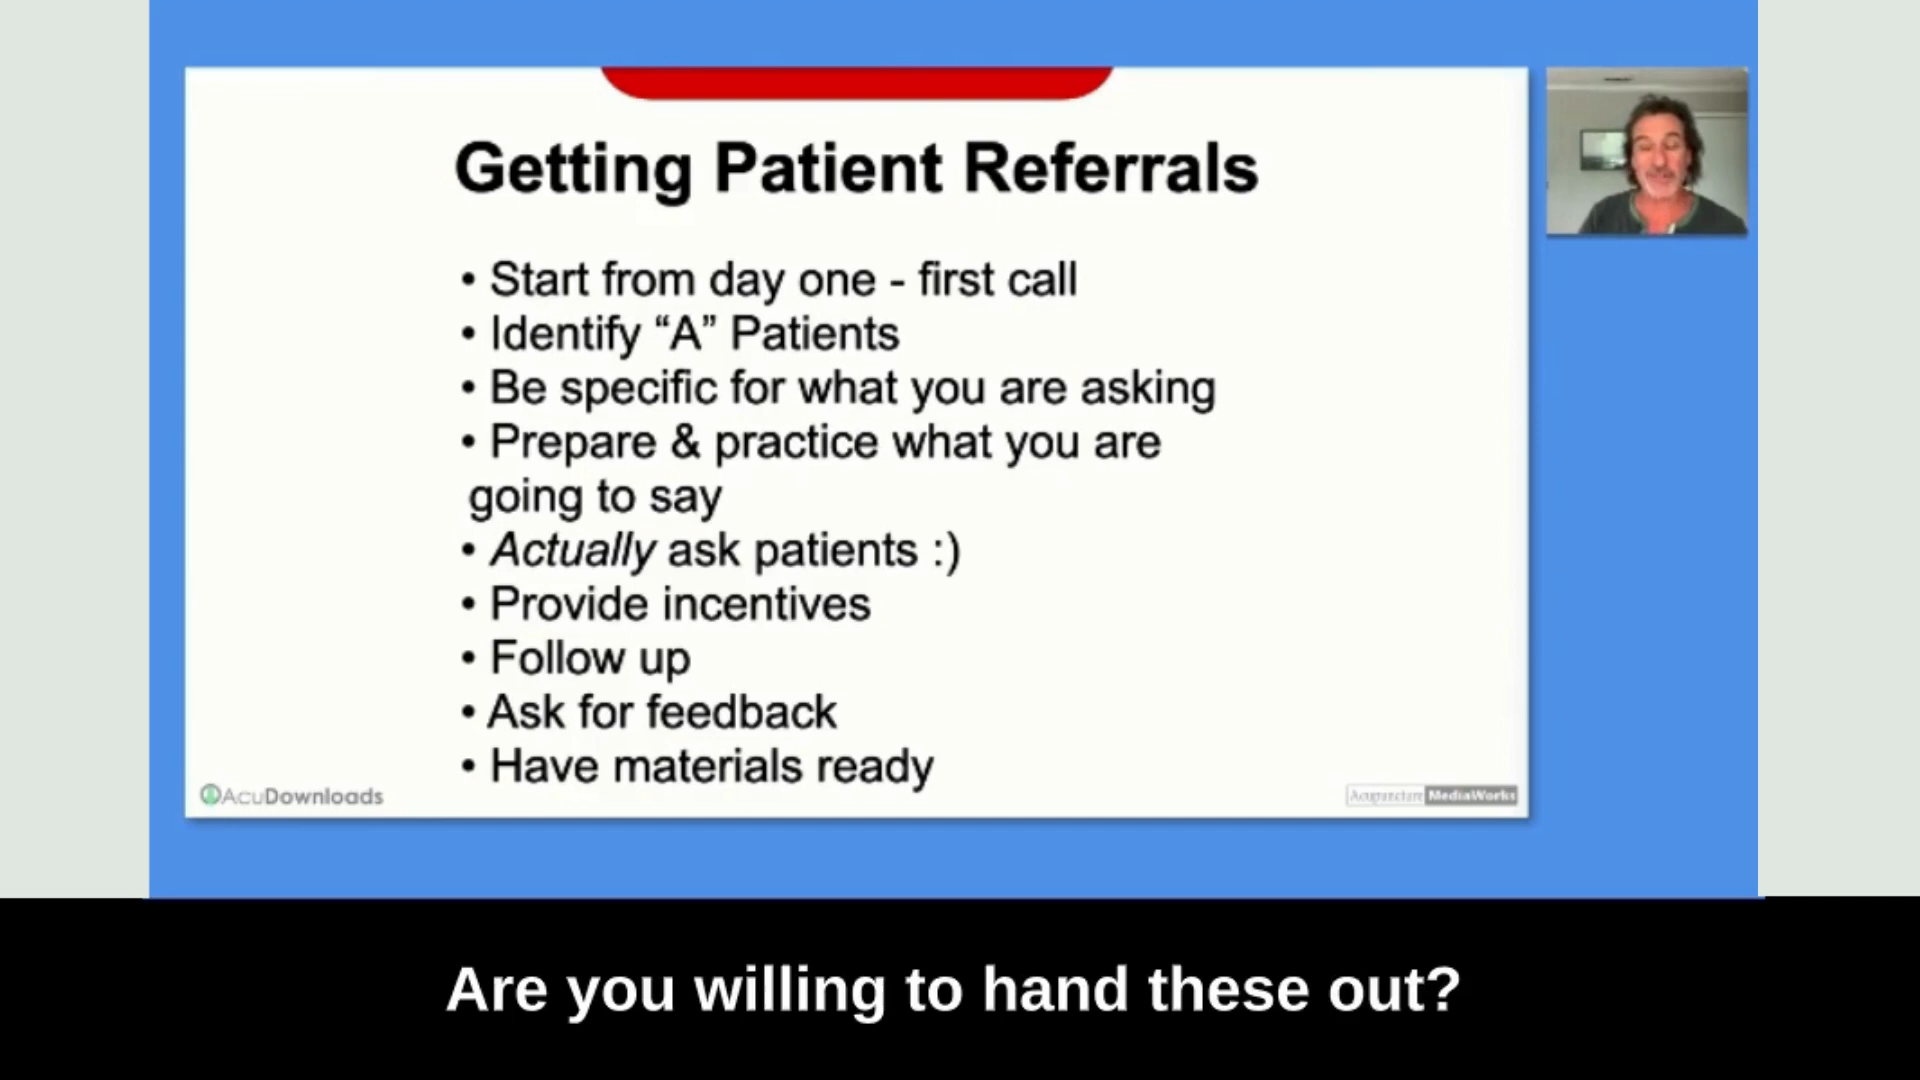 Getting Patient Referrals
• Start from day one - first call
• Identify “A” Patients
• Be specific for what you are asking
• Prepare & practice what you are
going to say
• Actually ask patients :)
• Provide incentives
• Follow up
• Ask for feedback
• Have materials ready
AcuDownloads
Acupuncture MediaWorks
Are you willing to hand these out?